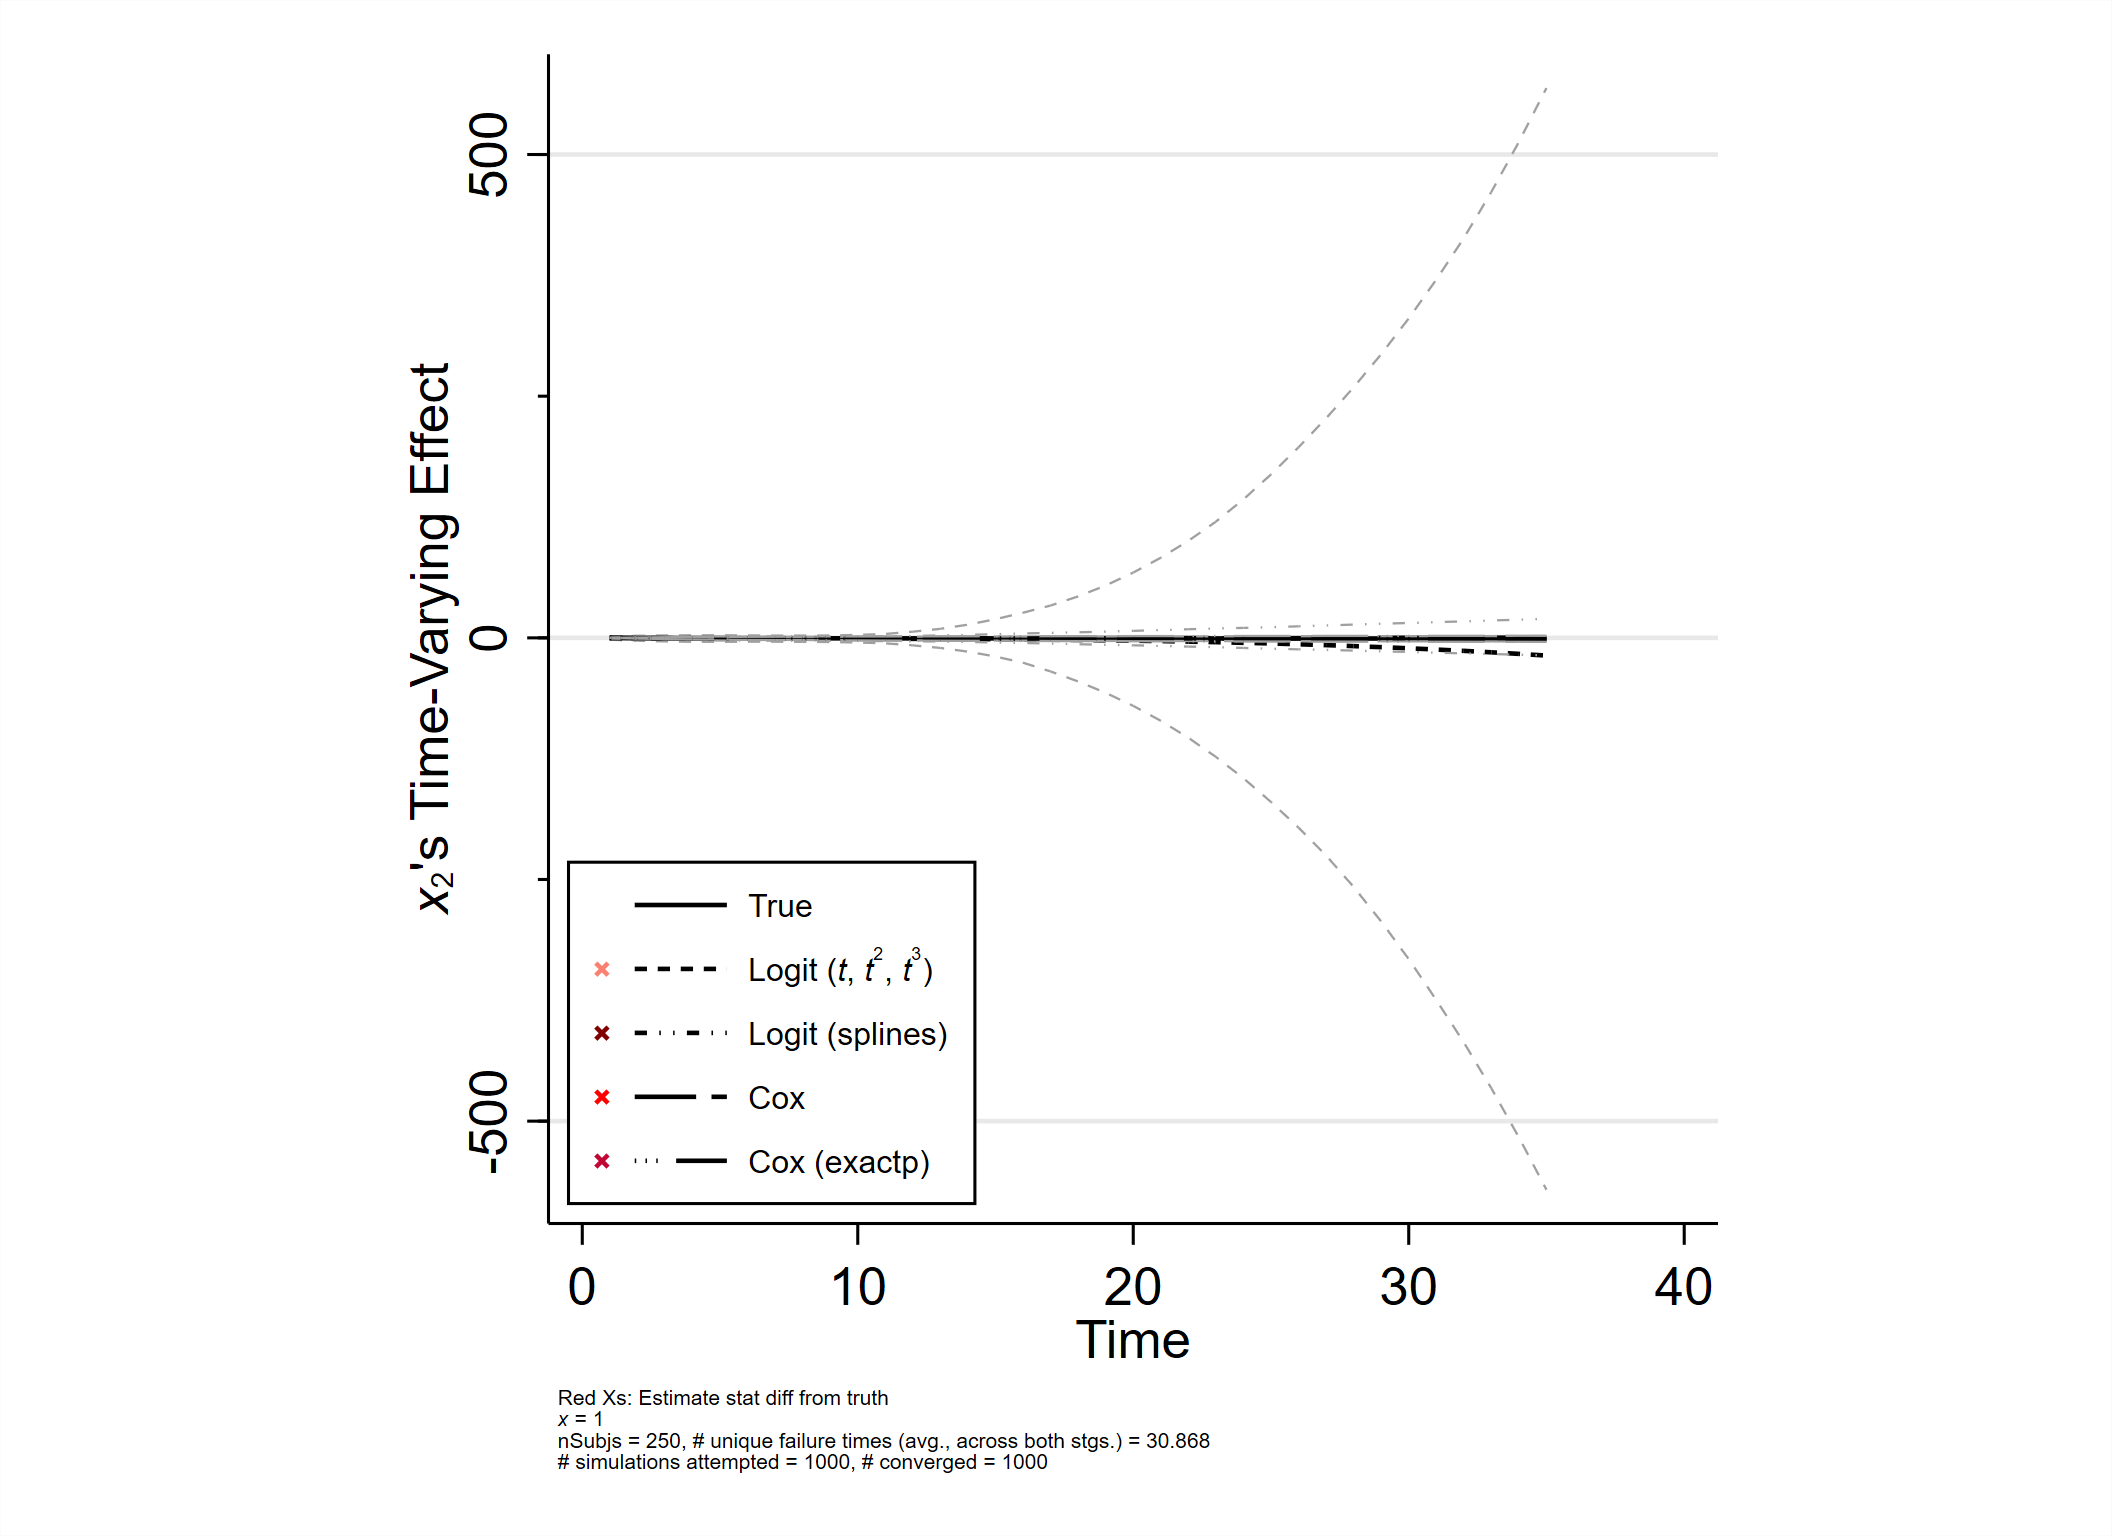 x₂'s Time-Varying Effect
500
0
-500
True
Logit (t, t², t³)
Logit (splines)
Cox
Cox (exactp)
0 10 20 30 40
Time
Red Xs: Estimate stat diff from truth
x = 1
nSubjs = 250, # unique failure times (avg., across both stgs.) = 30.868
# simulations attempted = 1000, # converged = 1000